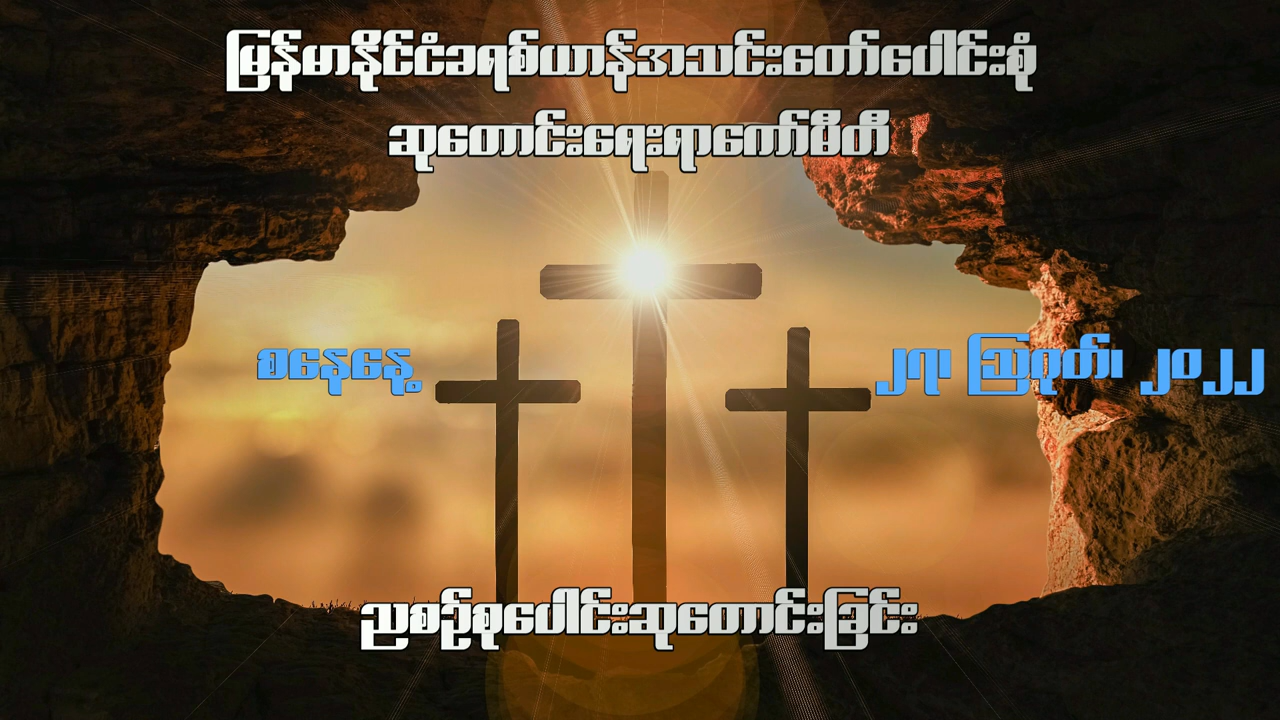 မြန်မာနိုင်ငံခရစ်ယာန်အသင်းတော်ပေါင်းစုံ
ဆုတောင်းရေးရာကော်မီတီ
စနေနေ့
၂၇၊ ဩဂုတ်၊ ၂၀၂၂
ညစဉ်စုပေါင်းဆုတောင်းခြင်း